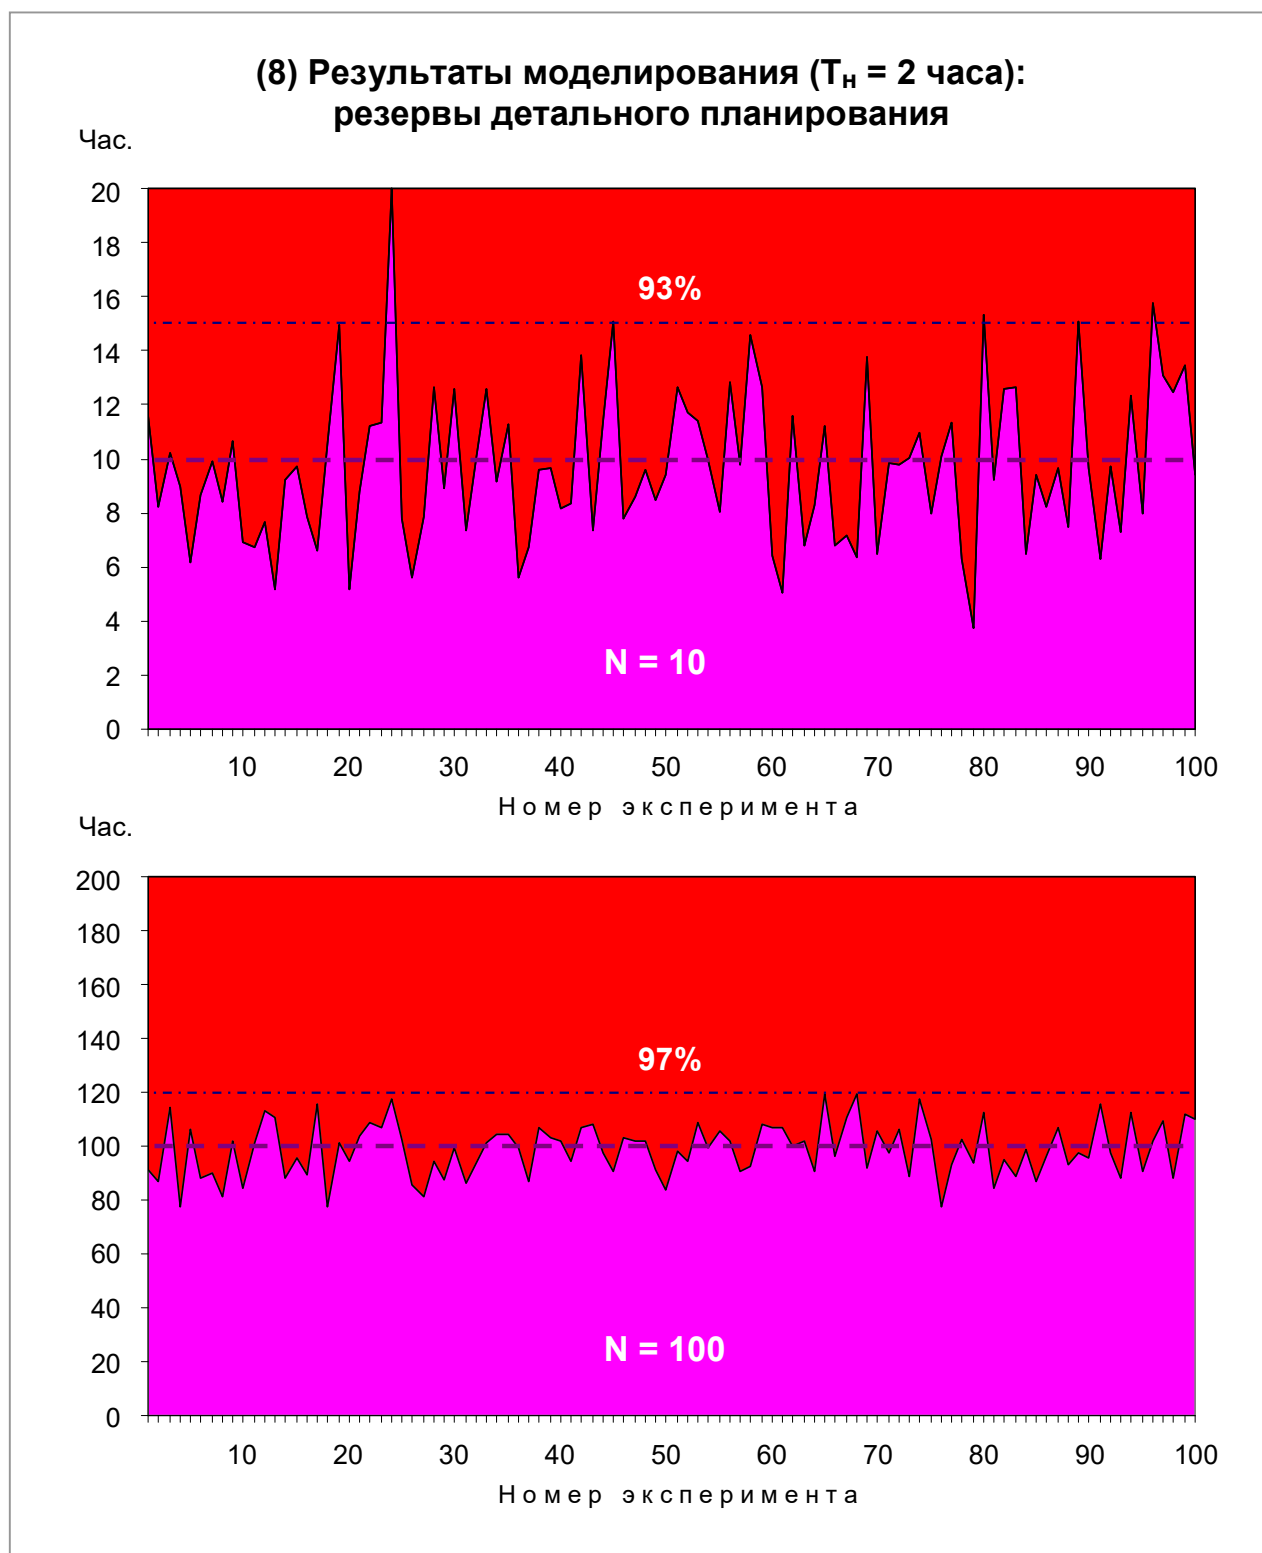 (8) Результаты моделирования (Тн = 2 часа):
резервы детального планирования
Час.
20
18
16
14
12
10
8
6
4
2
0
93%
N = 10
10 20 30 40 50 60 70 80 90 100
Номер эксперимента
Час.
200
180
160
140
120
100
80
60
40
20
0
97%
N = 100
10 20 30 40 50 60 70 80 90 100
Номер эксперимента